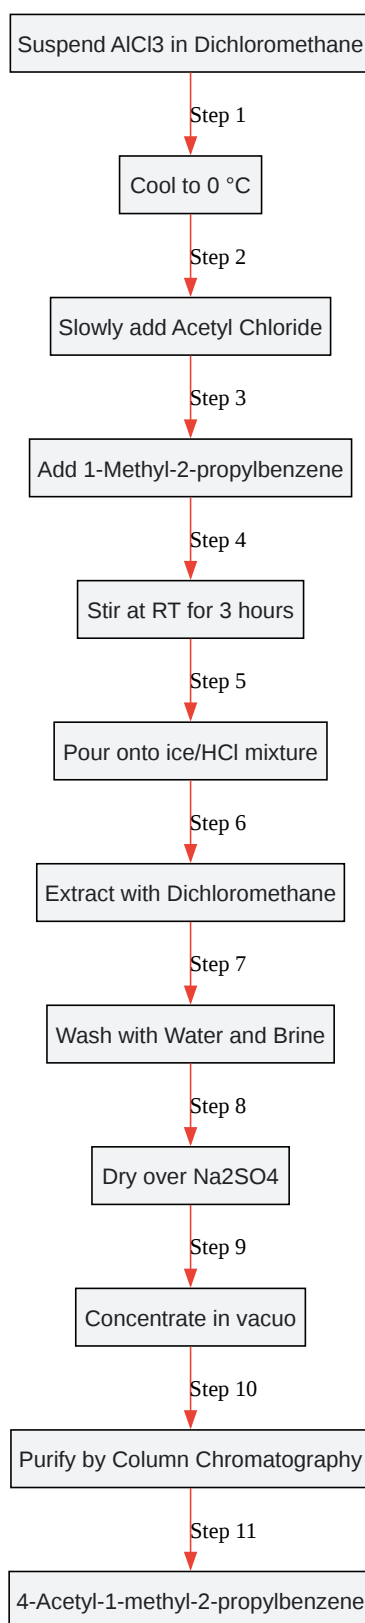 Suspend AlCl3 in Dichloromethane
Step 1
Cool to 0 °C
Step 2
Slowly add Acetyl Chloride
Step 3
Add 1-Methyl-2-propylbenzene
Step 4
Stir at RT for 3 hours
Step 5
Pour onto ice/HCl mixture
Step 6
Extract with Dichloromethane
Step 7
Wash with Water and Brine
Step 8
Dry over Na2SO4
Step 9
Concentrate in vacuo
Step 10
Purify by Column Chromatography
Step 11
4-Acetyl-1-methyl-2-propylbenzene